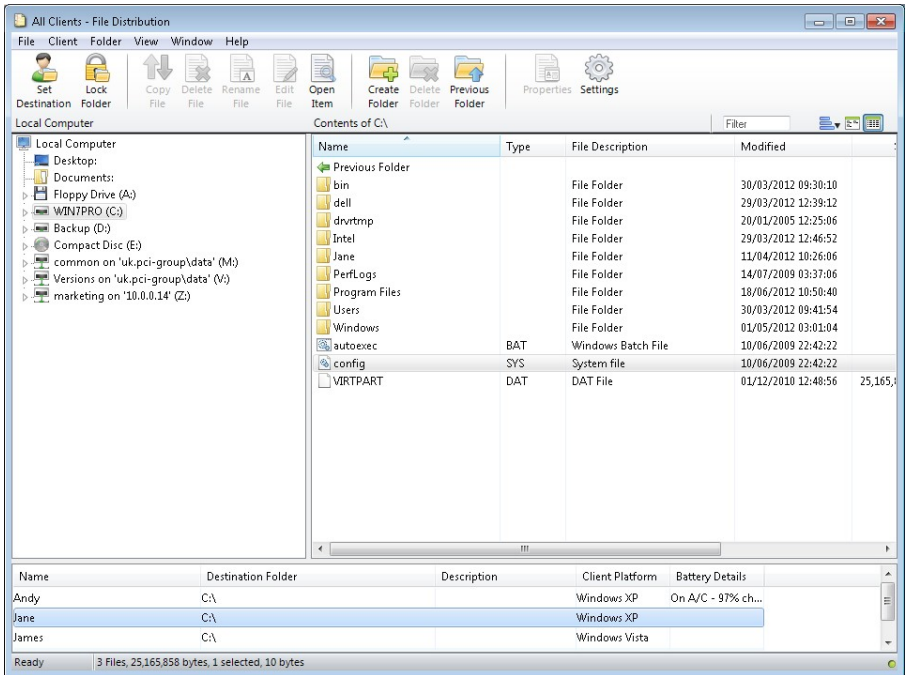 All Clients - File Distribution
File Client Folder View Window Help
Set Destination Lock Folder Copy File Delete File Rename File Edit File Open Item Create Folder Delete Folder Previous Folder Properties Settings
Local Computer Contents of C:\ Filter
Local Computer
Desktop:
Documents:
Floppy Drive (A:)
WIN7PRO (C:)
Backup (D:)
Compact Disc (E:)
common on 'uk.pci-group\data' (M:)
Versions on 'uk.pci-group\data' (V:)
marketing on '10.0.0.14' (Z:)
Name Type File Description Modified
Previous Folder
bin File Folder 30/03/2012 09:30:10
dell File Folder 29/03/2012 12:39:12
drvrtmp File Folder 20/01/2005 12:25:06
Intel File Folder 29/03/2012 12:46:52
Jane File Folder 11/04/2012 10:26:06
PerfLogs File Folder 14/07/2009 03:37:06
Program Files File Folder 18/06/2012 10:50:40
Users File Folder 30/03/2012 09:41:54
Windows File Folder 01/05/2012 03:01:04
autoexec BAT Windows Batch File 10/06/2009 22:42:22
config SYS System file 10/06/2009 22:42:22
VIRTPART DAT DAT File 01/12/2010 12:48:56 25,165,
Name Destination Folder Description Client Platform Battery Details
Andy C:\ Windows XP On A/C - 97% ch...
Jane C:\ Windows XP
James C:\ Windows Vista
Ready 3 Files, 25,165,858 bytes, 1 selected, 10 bytes